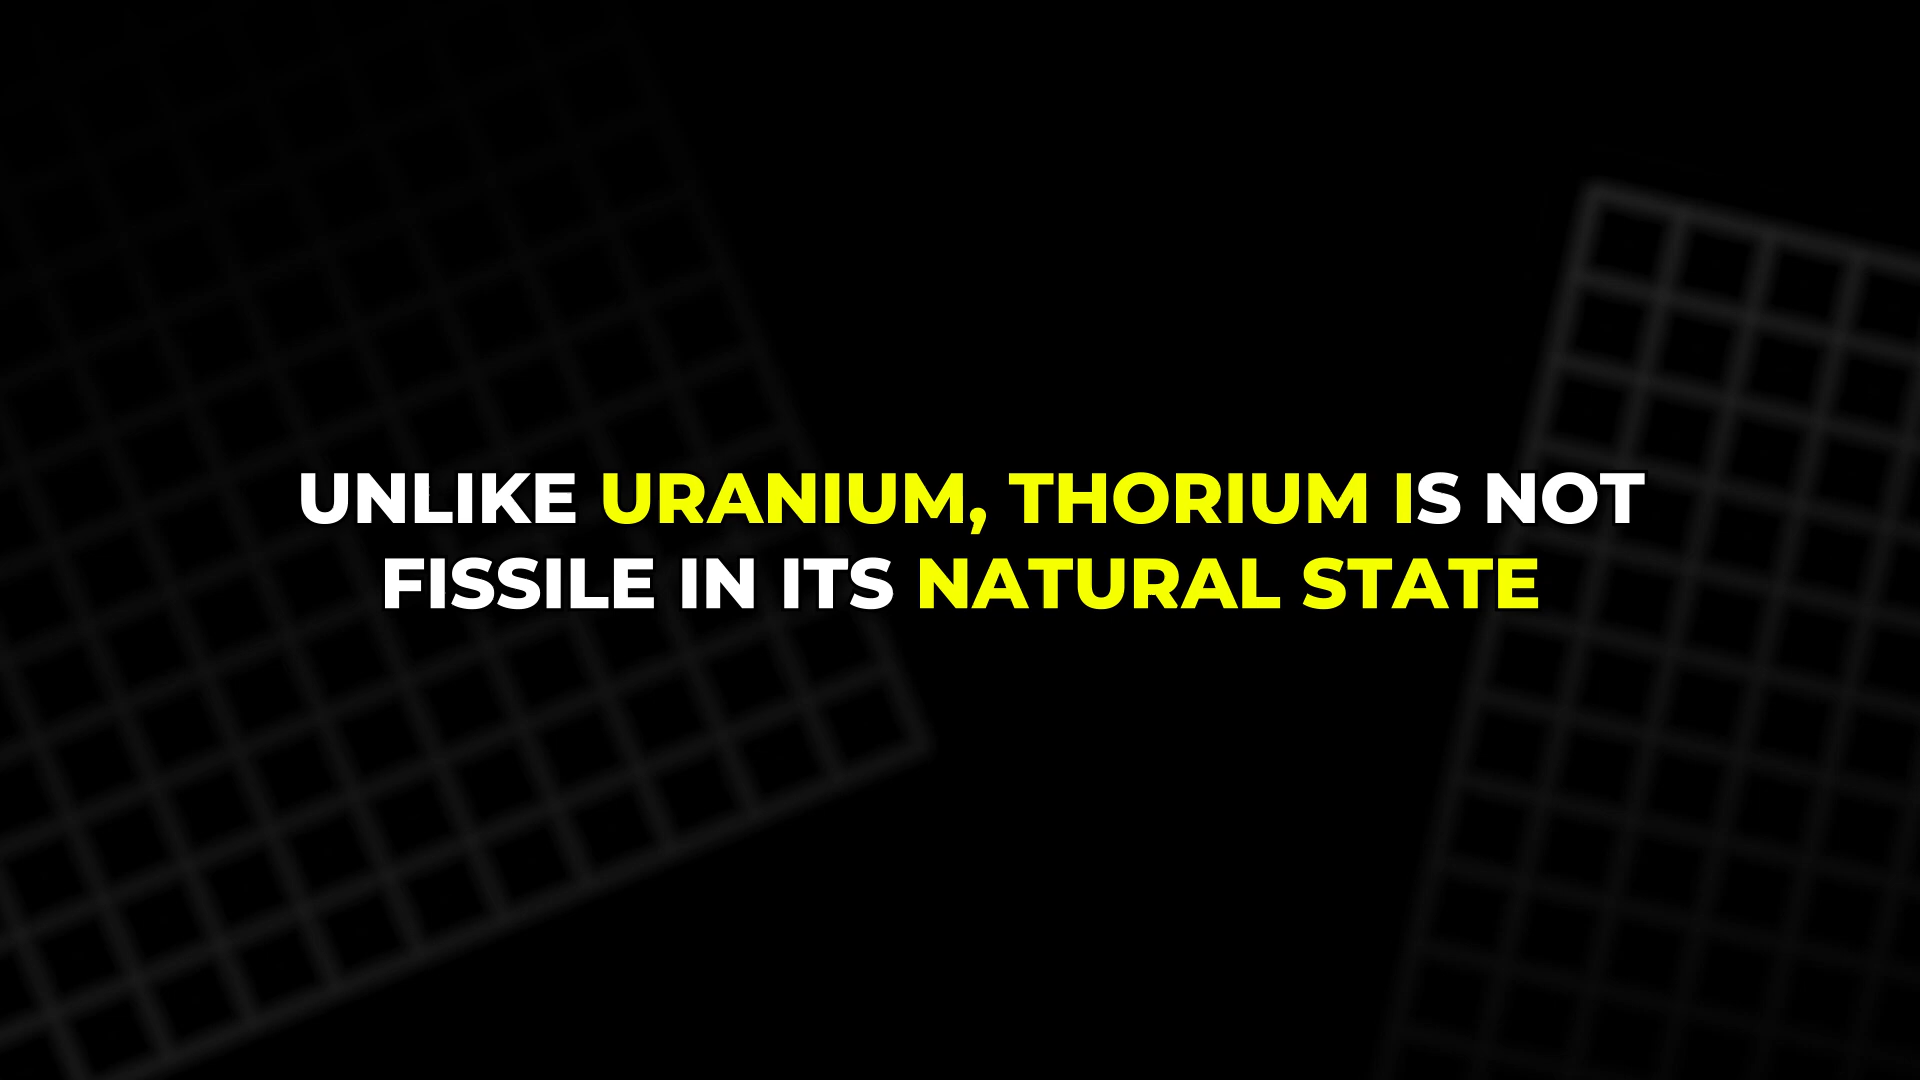 UNLIKE URANIUM, THORIUM IS NOT
FISSILE IN ITS NATURAL STATE